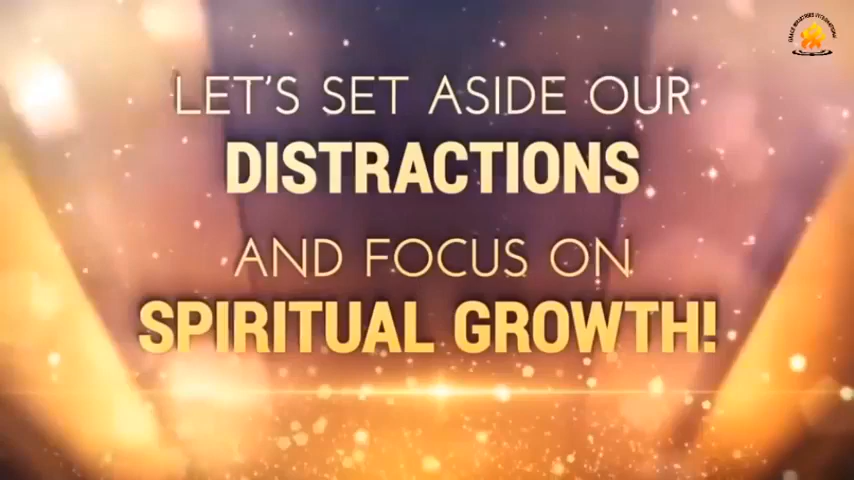 LET'S SET ASIDE OUR
DISTRACTIONS
AND FOCUS ON
SPIRITUAL GROWTH!